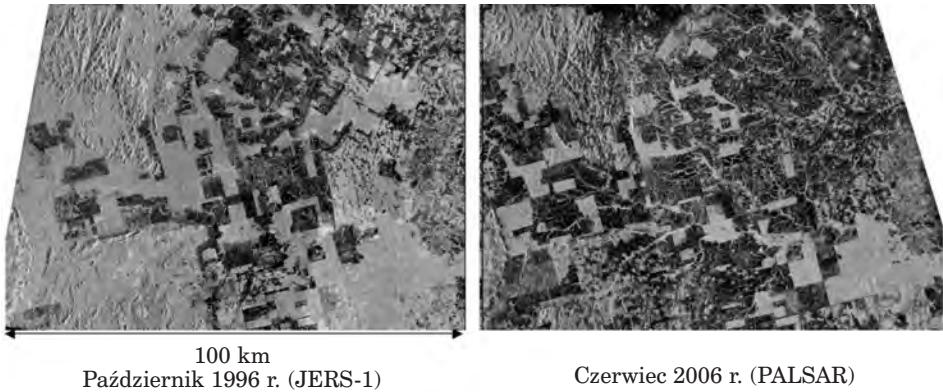 100 km
Październik 1996 r. (JERS-1)
Czerwiec 2006 r. (PALSAR)